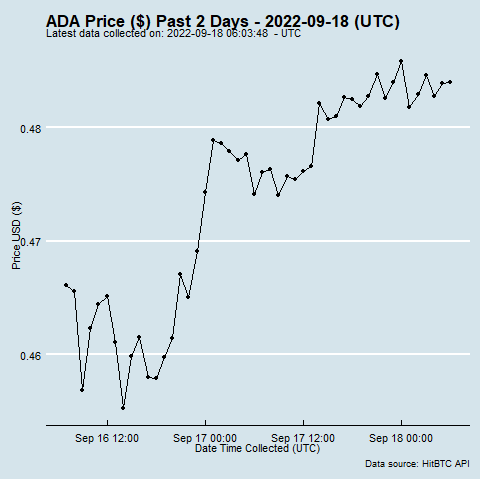 ADA Price ($) Past 2 Days - 2022-09-18 (UTC)
Latest data collected on: 2022-09-18 06:03:48 - UTC
0.48
0.47
0.46
Price USD ($)
Sep 16 12:00
Sep 17 00:00
Sep 17 12:00
Sep 18 00:00
Date Time Collected (UTC)
Data source: HitBTC API